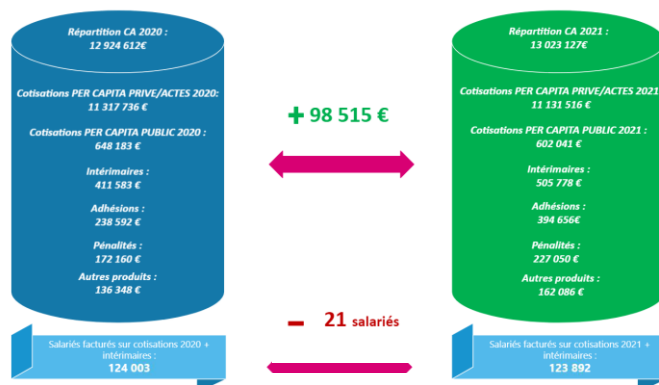 Répartition CA 2020 :
12 924 612€
Cotisations PER CAPITA PRIVE/ACTES 2020:
11 317 736 €
Cotisations PER CAPITA PUBLIC 2020 :
648 183 €
Intérimaires :
411 583 €
Adhésions :
238 592 €
Pénalités :
172 160 €
Autres produits :
136 348 €
Salariés facturés sur cotisations 2020 +
intérimaires :
124 003
+ 98 515 €
- 21 salariés
Répartition CA 2021 :
13 023 127€
Cotisations PER CAPITA PRIVE/ACTES 2021
11 131 516 €
Cotisations PER CAPITA PUBLIC 2021 :
602 041 €
Intérimaires :
505 778 €
Adhésions :
394 656€
Pénalités :
227 050 €
Autres produits :
162 086 €
Salariés facturés sur cotisations 2021 +
intérimaires :
123 892